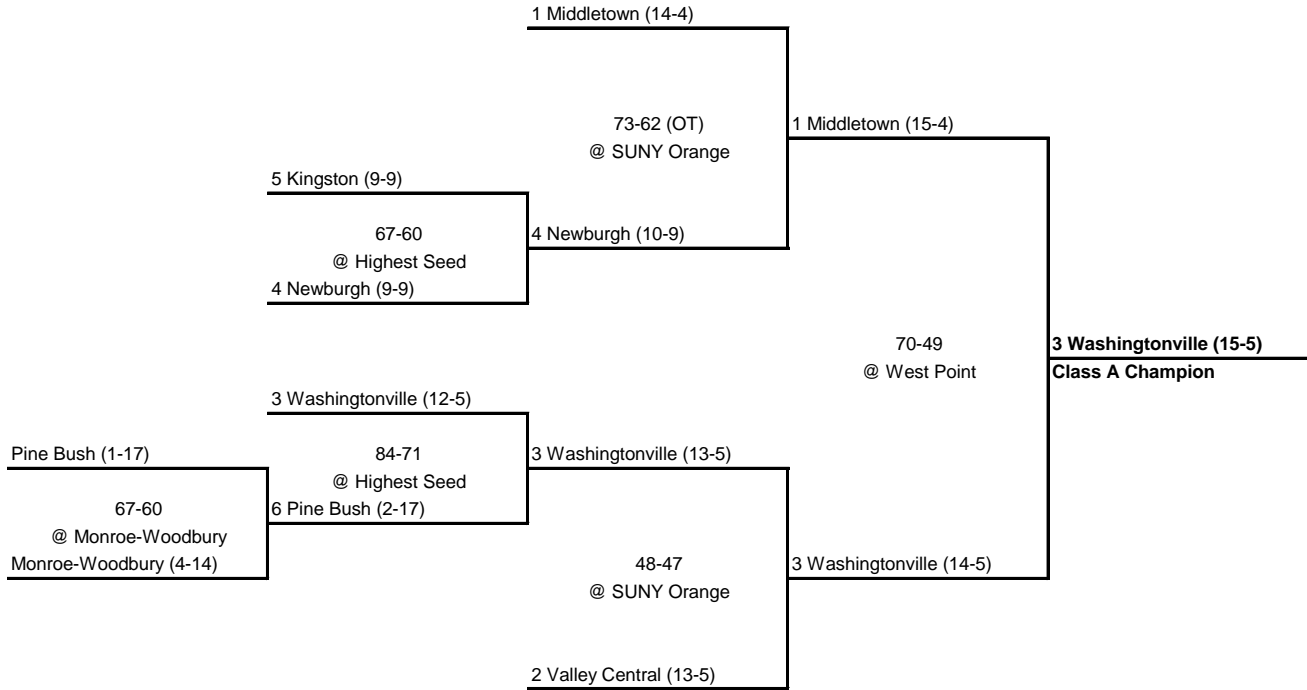 1 Middletown (14-4)
73-62 (OT)
@ SUNY Orange
1 Middletown (15-4)
5 Kingston (9-9)
67-60
@ Highest Seed
4 Newburgh (10-9)
4 Newburgh (9-9)
70-49
@ West Point
3 Washingtonville (15-5)
Class A Champion
3 Washingtonville (12-5)
Pine Bush (1-17)
84-71
@ Highest Seed
3 Washingtonville (13-5)
67-60
@ Monroe-Woodbury
6 Pine Bush (2-17)
Monroe-Woodbury (4-14)
48-47
@ SUNY Orange
3 Washingtonville (14-5)
2 Valley Central (13-5)